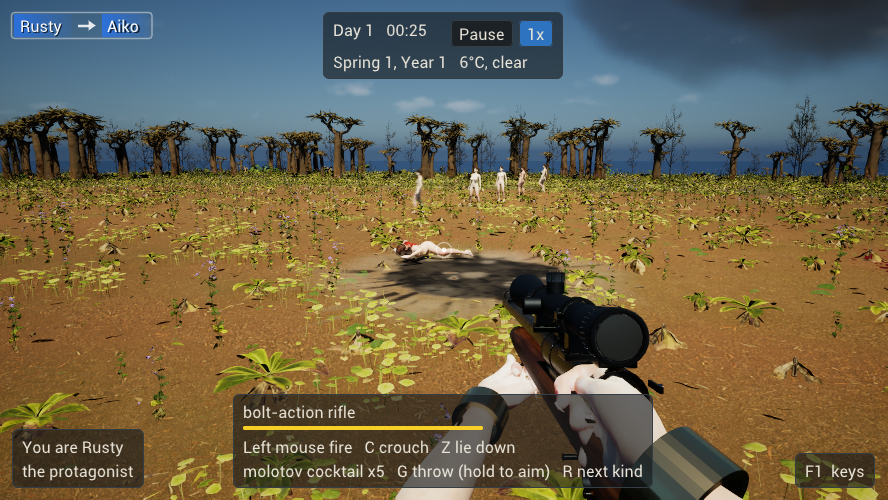 Rusty → Aiko
Day 1 00:25 Pause 1x
Spring 1, Year 1 6°C, clear
bolt-action rifle
Left mouse fire C crouch Z lie down
molotov cocktail x5 G throw (hold to aim) R next kind
You are Rusty
the protagonist
F1 keys